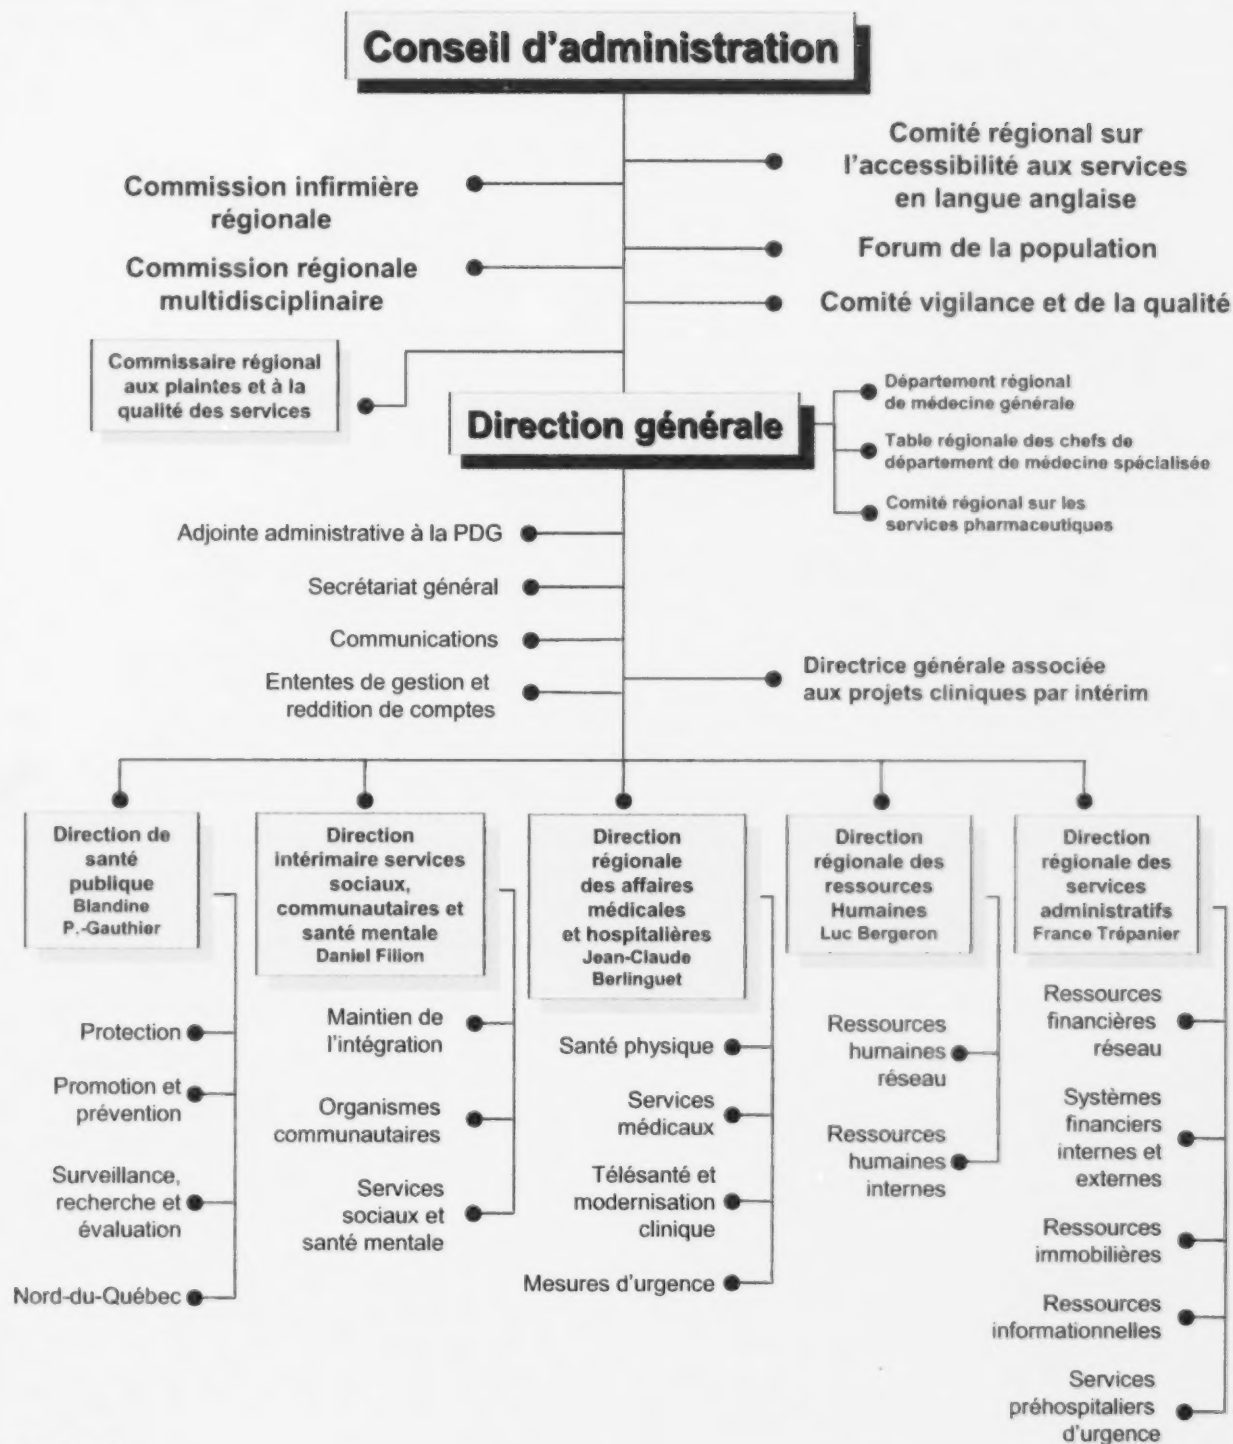 Conseil d'administration
Comité régional sur
l'accessibilité aux services
en langue anglaise
Commission infirmière
régionale
Forum de la population
Commission régionale
multidisciplinaire
Comité vigilance et de la qualité
Commissaire régional
aux plaintes et à la
qualité des services
Direction générale
Département régional
de médecine générale
Table régionale des chefs de
département de médecine spécialisée
Comité régional sur les
services pharmaceutiques
Adjointe administrative à la PDG
Secrétariat général
Communications
Ententes de gestion et
reddition de comptes
Directrice générale associée
aux projets cliniques par intérim
Direction de
santé
publique
Blandine
P.-Gauthier
Protection
Promotion et
prévention
Surveillance,
recherche et
évaluation
Nord-du-Québec
Direction
intérimaire services
sociaux,
communautaires et
santé mentale
Daniel Filion
Maintien de
l'intégration
Organismes
communautaires
Services
sociaux et
santé mentale
Direction
régionale
des affaires
médicales
et hospitalières
Jean-Claude
Berlinguet
Santé physique
Services
médicaux
Télésanté et
modernisation
clinique
Mesures d'urgence
Direction
régionale des
ressources
Humaines
Luc Bergeron
Ressources
humaines
réseau
Ressources
humaines
internes
Direction
régionale des
services
administratifs
France Trépanier
Ressources
financières
réseau
Systèmes
financiers
internes et
externes
Ressources
immobilières
Ressources
informationnelles
Services
préhospitaliers
d'urgence